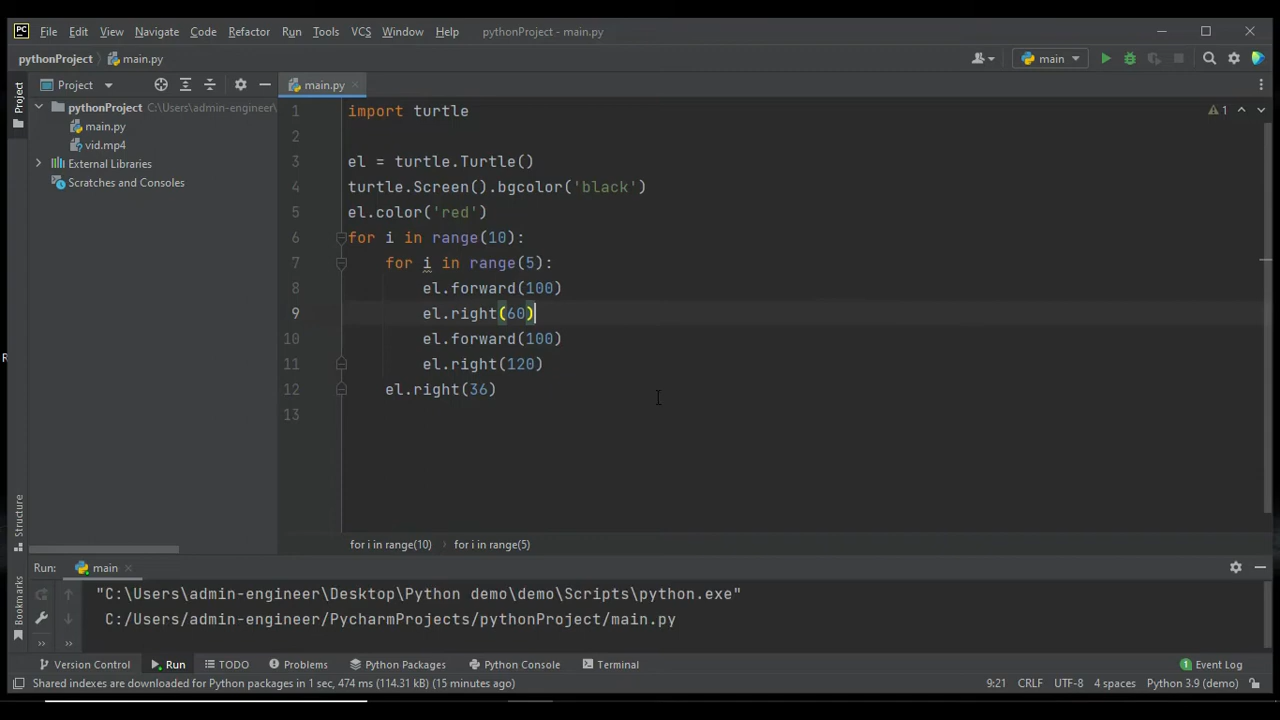 PC File Edit View Navigate Code Refactor Run Tools VCS Window Help pythonProject - main.py
pythonProject main.py main
Project main.py
pythonProject C:\Users\admin-engineer\
main.py
vid.mp4
External Libraries
Scratches and Consoles
Project
Structure
Bookmarks
1 import turtle
1
2
3 el = turtle.Turtle()
4 turtle.Screen().bgcolor('black')
5 el.color('red')
6 for i in range(10):
7 for i in range(5):
8 el.forward(100)
9 el.right(60)
10 el.forward(100)
11 el.right(120)
12 el.right(36)
13
for i in range(10) for i in range(5)
Run: main
"C:\Users\admin-engineer\Desktop\Python demo\demo\Scripts\python.exe"
C:/Users/admin-engineer/PycharmProjects/pythonProject/main.py
Version Control Run TODO Problems Python Packages Python Console Terminal 1 Event Log
Shared indexes are downloaded for Python packages in 1 sec, 474 ms (114.31 kB) (15 minutes ago) 9:21 CRLF UTF-8 4 spaces Python 3.9 (demo)